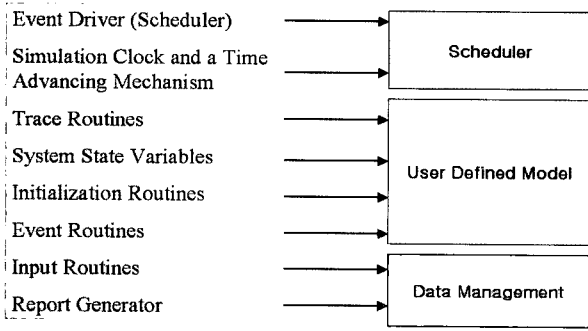 Event Driver (Scheduler)
Simulation Clock and a Time
Advancing Mechanism
Scheduler
Trace Routines
System State Variables
Initialization Routines
Event Routines
User Defined Model
Input Routines
Report Generator
Data Management